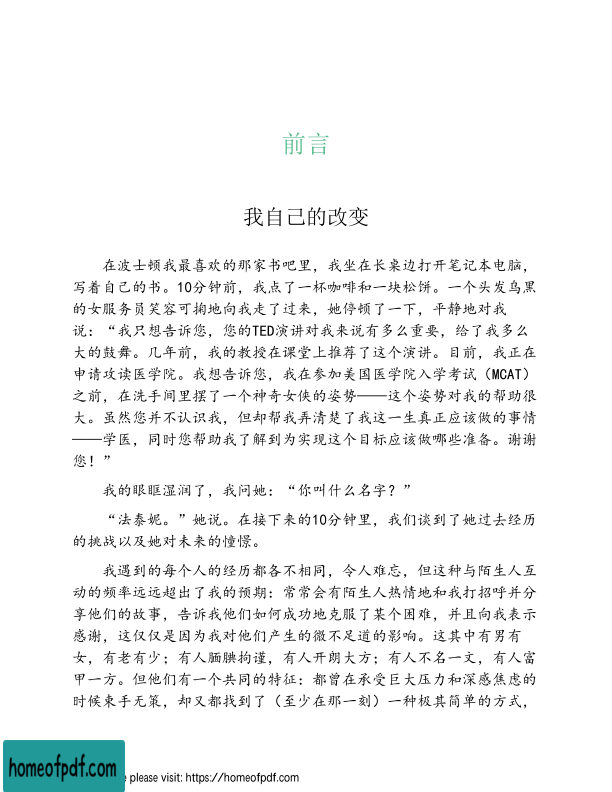 前言
我自己的改变
在波士顿我最喜欢的那家书吧里，我坐在长桌边打开笔记本电脑，
写着自己的书。10分钟前，我点了一杯咖啡和一块松饼。一个头发乌黑
的女服务员笑容可掬地向我走了过来，她停顿了一下，平静地对我
说：“我只想告诉您，您的TED演讲对我来说有多么重要，给了我多么
大的鼓舞。几年前，我的教授在课堂上推荐了这个演讲。目前，我正在
申请攻读医学院。我想告诉您，我在参加美国医学院入学考试（MCAT）
之前，在洗手间里摆了一个神奇女侠的姿势——这个姿势对我的帮助很
大。虽然您并不认识我，但却帮我弄清楚了我这一生真正应该做的事情
——学医，同时您帮助我了解到为实现这个目标应该做哪些准备。谢谢
您！”
我的眼眶湿润了，我问她：“你叫什么名字？”
“法泰妮。”她说。在接下来的10分钟里，我们谈到了她过去经历
的挑战以及她对未来的憧憬。
我遇到的每个人的经历都各不相同，令人难忘，但这种与陌生人互
动的频率远远超出了我的预期：常常会有陌生人热情地和我打招呼并分
享他们的故事，告诉我他们如何成功地克服了某个困难，并且向我表示
感谢，这仅仅是因为我对他们产生的微不足道的影响。这其中有男有
女，有老有少；有人腼腆拘谨，有人开朗大方；有人不名一文，有人富
甲一方。但他们有一个共同的特征：都曾在承受巨大压力和深感焦虑的
时候束手无策，却又都找到了（至少在那一刻）一种极其简单的方式，
homeofpdf.com
e please visit: https://homeofpdf.com